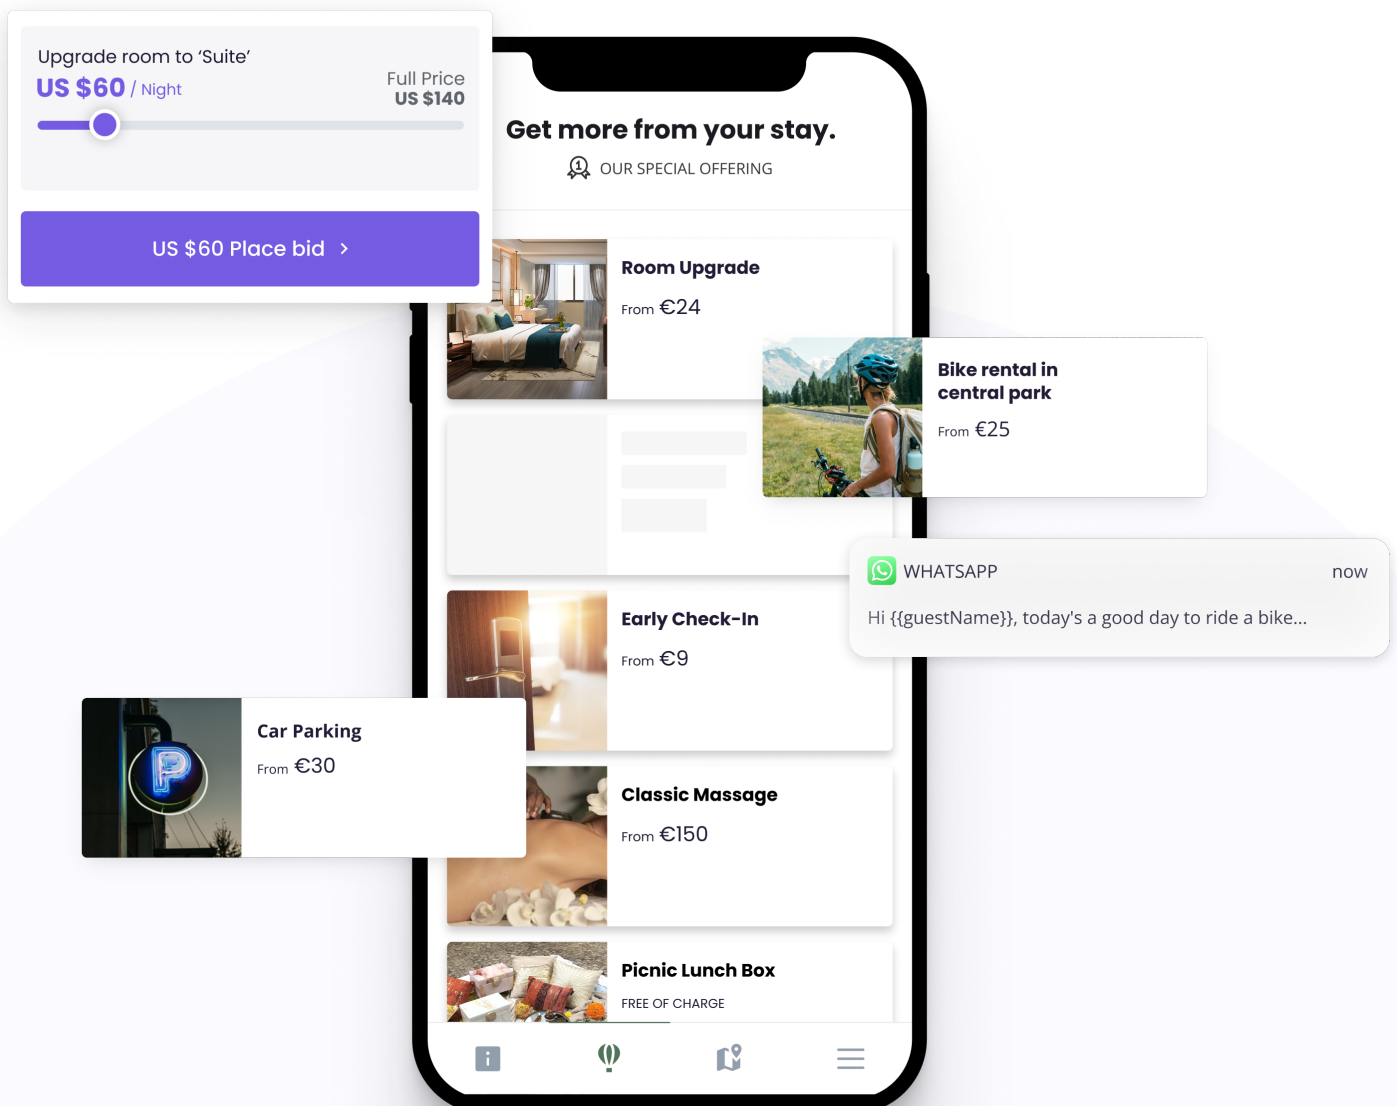 Upgrade room to ‘Suite’
US $60 / Night
Full Price
US $140
US $60 Place bid
Get more from your stay.
1
OUR SPECIAL OFFERING
Room Upgrade
From €24
Bike rental in
central park
From €25
WHATSAPP
now
Hi {{guestName}}, today's a good day to ride a bike...
Early Check-In
From €9
P
Car Parking
From €30
Classic Massage
From €150
Picnic Lunch Box
FREE OF CHARGE
i